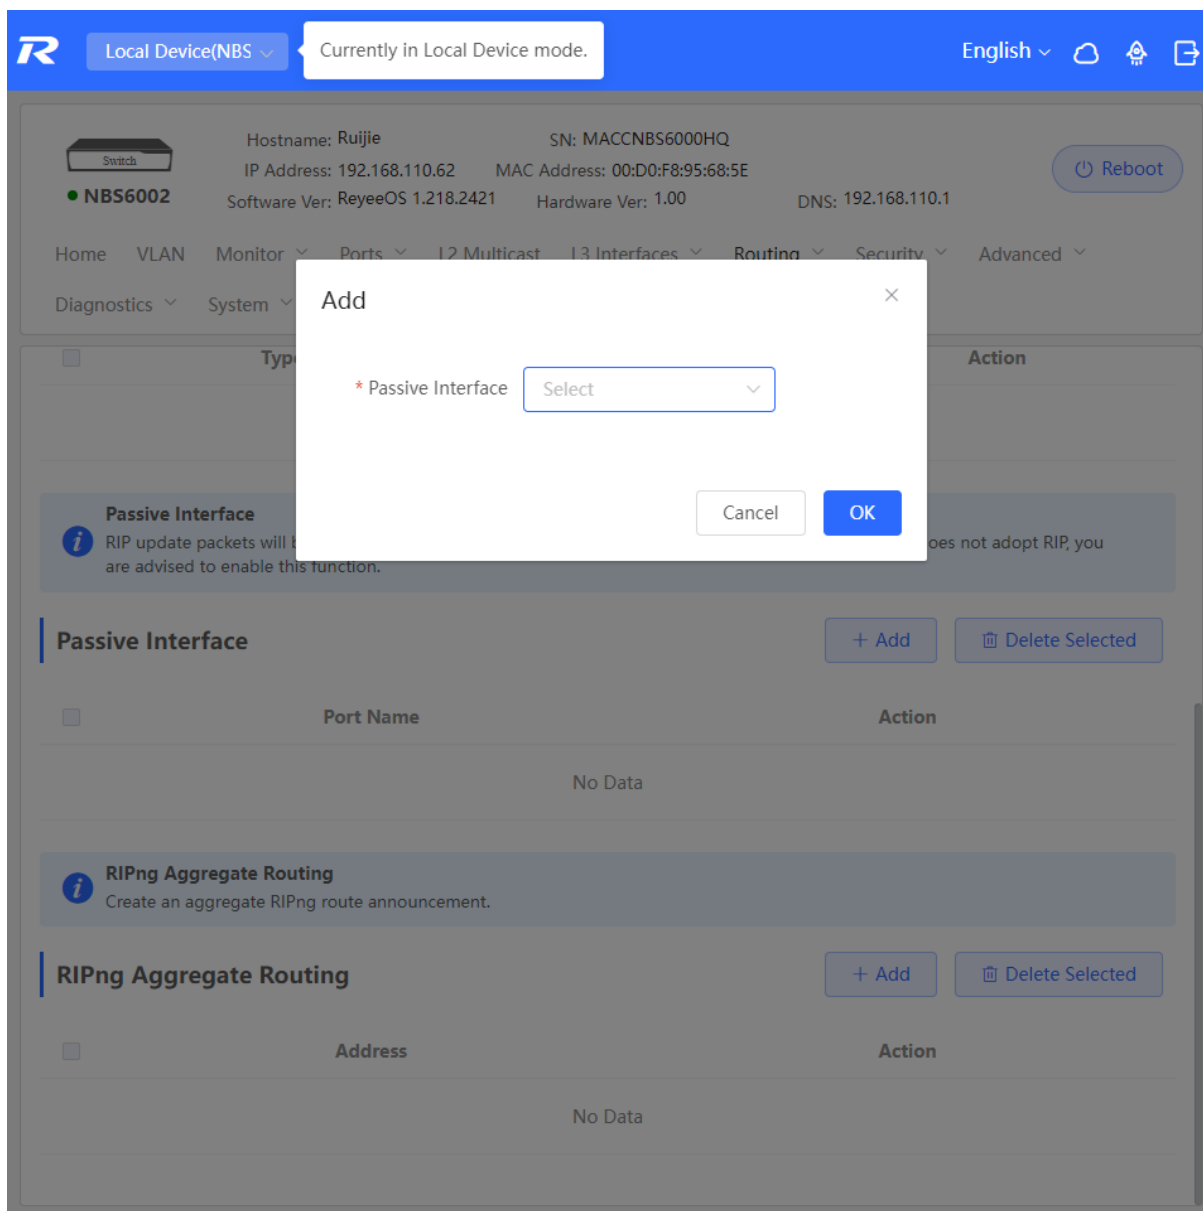 Local Device(NBS
Currently in Local Device mode.
English
Switch
NBS6002
Hostname: Ruijie
SN: MACCNBS6000HQ
IP Address: 192.168.110.62
MAC Address: 00:D0:F8:95:68:5E
Software Ver: ReyeeOS 1.218.2421
Hardware Ver: 1.00
DNS: 192.168.110.1
Reboot
Home VLAN Monitor Ports L2 Multicast L3 Interfaces Routing Security Advanced
Diagnostics System
Add
* Passive Interface
Select
Cancel
OK
Action
Passive Interface
RIP update packets will
oes not adopt RIP, you
are advised to enable this function.
Passive Interface
+ Add
Delete Selected
Port Name
Action
No Data
RIPng Aggregate Routing
Create an aggregate RIPng route announcement.
RIPng Aggregate Routing
+ Add
Delete Selected
Address
Action
No Data